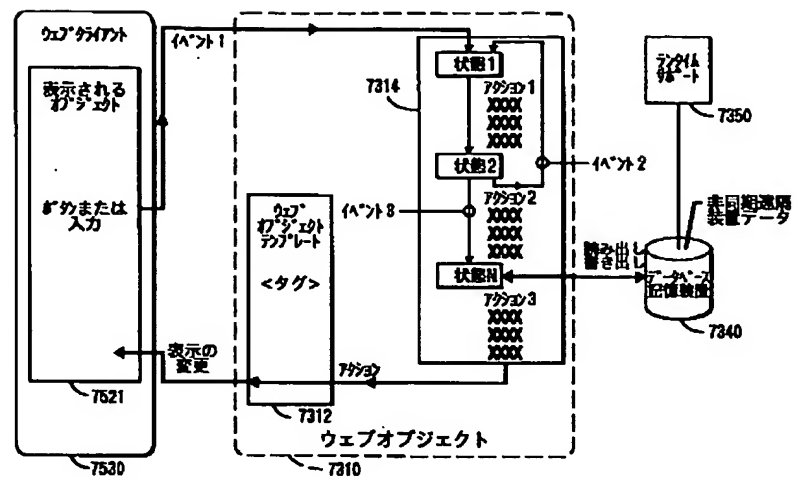 ウェブクライアント
表示される
オブジェクト
ボタンまたは
入力
7521
7530
イベント1
表示の
変更
ウェブ
オブジェクト
テンプレート
<タグ>
7312
アクション
ウェブオブジェクト
7310
7314
状態1
アクション1
XXXX
XXXX
XXXX
状態2
イベント2
イベント3
アクション2
XXXX
XXXX
XXXX
状態N
アクション3
XXXX
XXXX
XXXX
ランタイム
サポート
7350
非同期遠隔
装置データ
読み出し
書き出し
データベース
記憶装置
7340